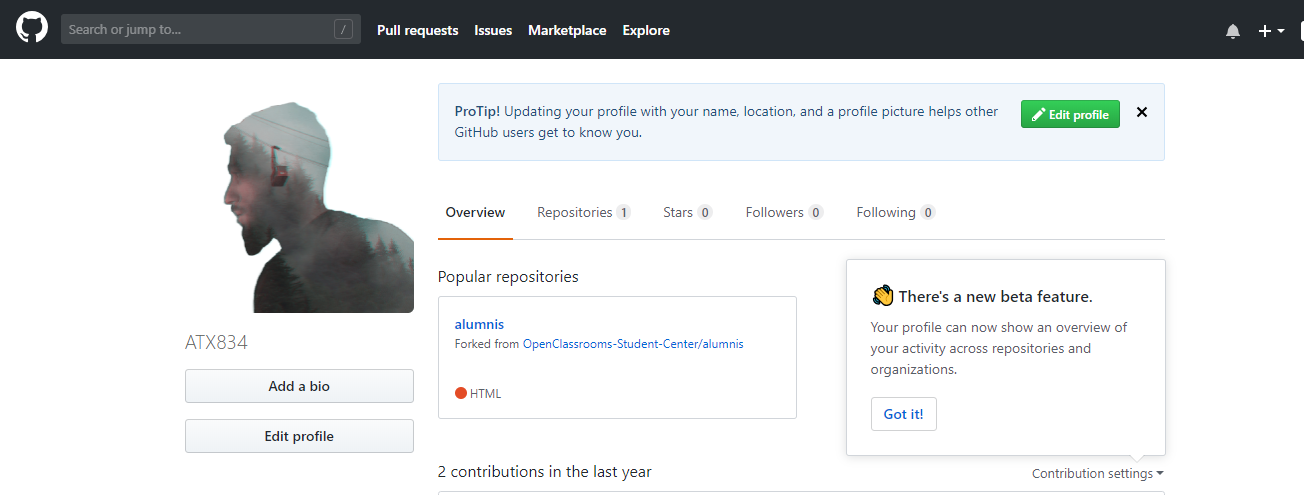 Search or jump to...
/
Pull requests
Issues
Marketplace
Explore
ProTip! Updating your profile with your name, location, and a profile picture helps other
GitHub users get to know you.
Edit profile
Overview
Repositories 1
Stars 0
Followers 0
Following 0
ATX834
Add a bio
Edit profile
Popular repositories
alumnis
Forked from OpenClassrooms-Student-Center/alumnis
HTML
There's a new beta feature.
Your profile can now show an overview of
your activity across repositories and
organizations.
Got it!
2 contributions in the last year
Contribution settings